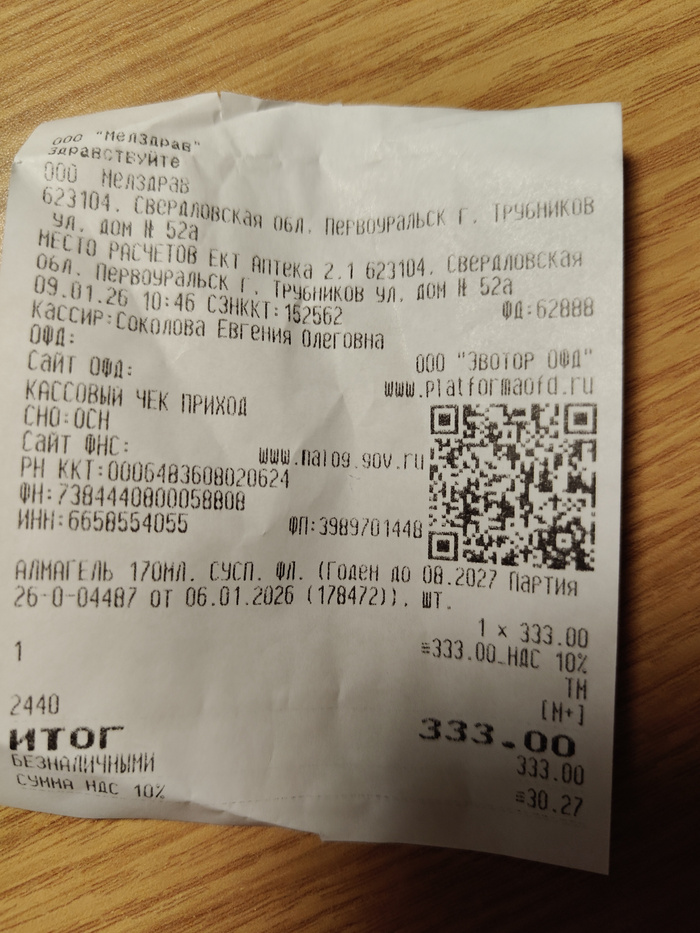 ООО "МелЗдрав"
ЗДРАВСТВУЙТЕ
ООО МелЗдрав
623104, Свердловская обл, Первоуральск г, Трубников
ул, дом № 52а
МЕСТО РАСЧЕТОВ ЕКТ Аптека 2.1 623104, Свердловская
обл, Первоуральск г, Трубников ул, дом № 52а
09.01.26 10:46 СЗНККТ:152562 ФД:62888
Кассир:Соколова Евгения Олеговна
ОФД: ООО "ЭВОТОР ОФД"
Сайт ОФД: www.platformaofd.ru
КАССОВЫЙ ЧЕК ПРИХОД
СНО:ОСН
Сайт ФНС: www.nalog.gov.ru
РН ККТ:0006483608020624
ФН:7384440800058808
ИНН:6658554055 ФП:3989701448
АЛМАГЕЛЬ 170МЛ. СУСП. ФЛ. (Годен до 08.2027 Партия
26-0-04487 от 06.01.2026 (178472)), шт.
1 x 333.00
1 =333.00_НДС 10%
ТМ
2440 [M+]
ИТОГ 333.00
БЕЗНАЛИЧНЫМИ 333.00
СУММА НДС 10% =30.27